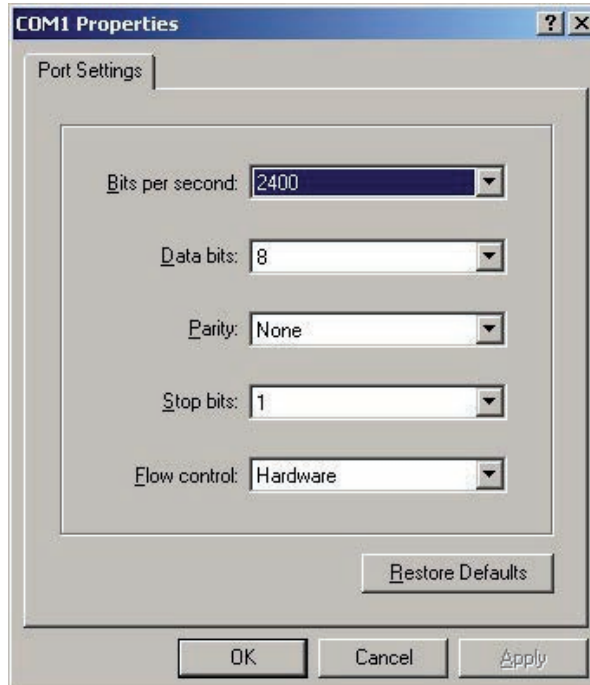 COM1 Properties
Port Settings
Bits per second: 2400
Data bits: 8
Parity: None
Stop bits: 1
Flow control: Hardware
Restore Defaults
OK Cancel Apply